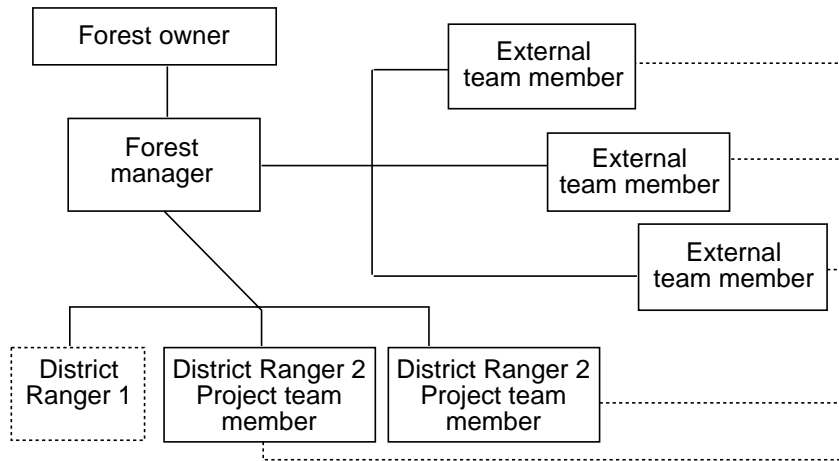 Forest owner
External
team member
Forest
manager
External
team member
External
team member
District
Ranger 1
District Ranger 2
Project team
member
District Ranger 2
Project team
member